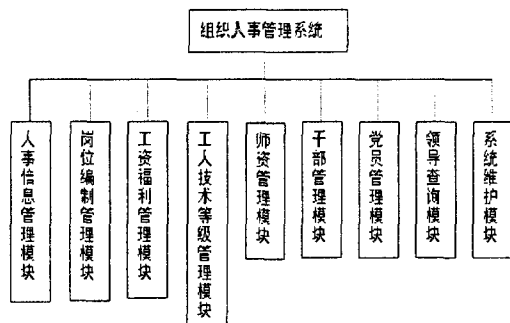 组织人事管理系统
人事信息管理模块
岗位编制管理模块
工资福利管理模块
工人技术等级管理模块
师资管理模块
干部管理模块
党员管理模块
领导查询模块
系统维护模块